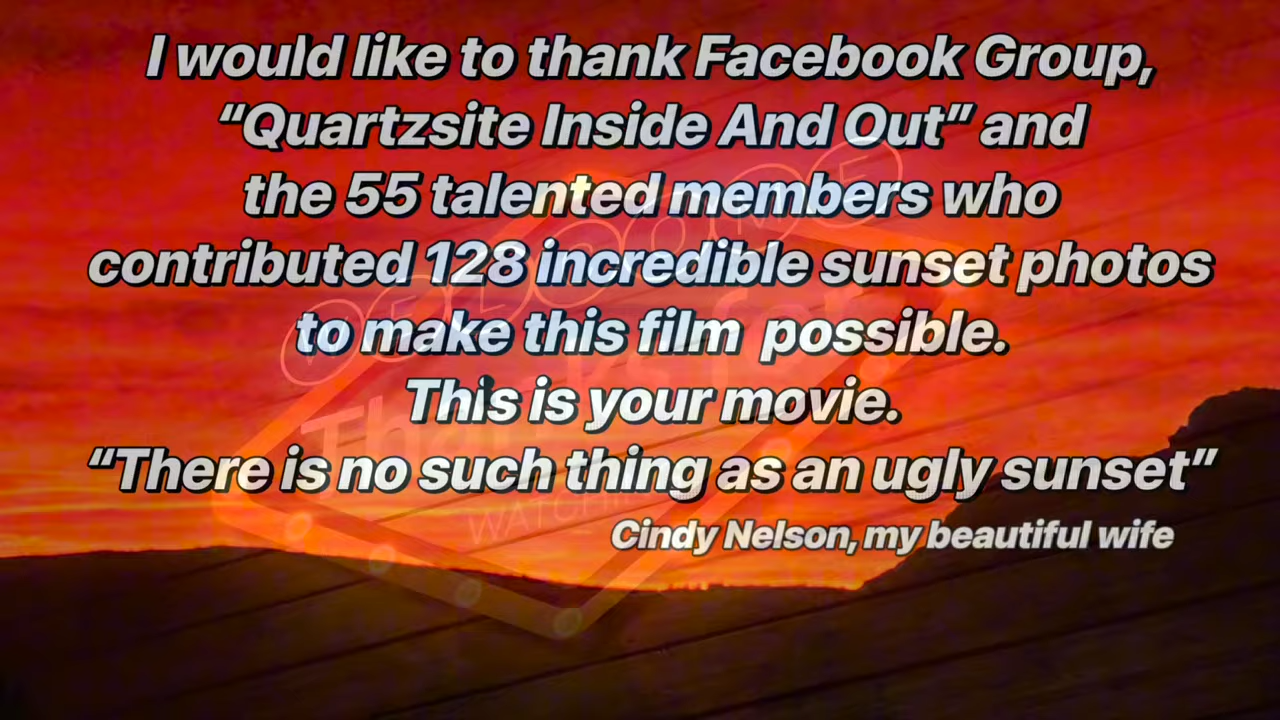 I would like to thank Facebook Group,
“Quartzsite Inside And Out” and
the 55 talented members who
contributed 128 incredible sunset photos
to make this film possible.
This is your movie.
“There is no such thing as an ugly sunset”
Cindy Nelson, my beautiful wife